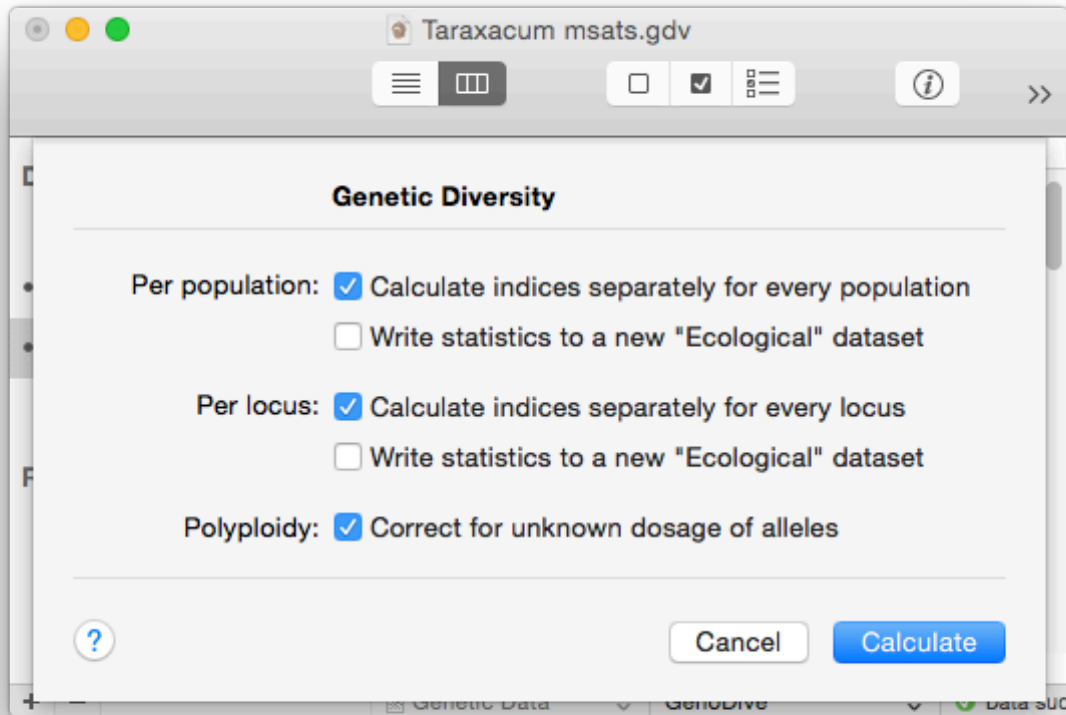 Taraxacum msats.gdv
Genetic Diversity
Per population: Calculate indices separately for every population
Write statistics to a new "Ecological" dataset
Per locus: Calculate indices separately for every locus
Write statistics to a new "Ecological" dataset
Polyploidy: Correct for unknown dosage of alleles
? Cancel Calculate
+ − Genetic Data GenoDive Data suc